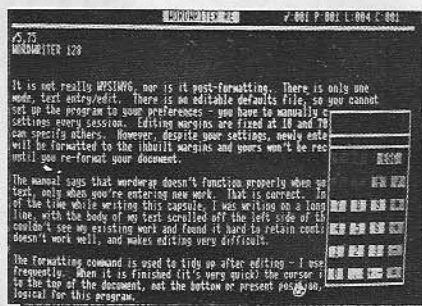 WORDWRITER #2 /:001 P:001 L:004 C:001
/5,75
WORDWRITER 128
It is not really WYSIWYG, nor is it post-formatting. There is only one
mode, text entry/edit. There is no editable defaults file, so you cannot
set up the program to your preferences - you have to manually c
settings every session. Editing margins are fixed at 10 and
can specify others. However, despite your settings, newly ente
will be formatted to the inbuilt margins and yours won't be rec
until you re-format your document.
The manual says that wordwrap doesn't function properly when
text, only when you're entering new work. That is correct. In
of the time while writing this capsule, I was writing on a long
line, with the body of my text scrolled off the left side of th
couldn't see my existing work and found it hard to retain conti
doesn't work well, and makes editing very difficult.
The Formatting command is used to tidy up after editing - I use
frequently. When it is finished (it's very quick) the cursor i
to the top of the document, not the bottom or present position,
logical for this program.